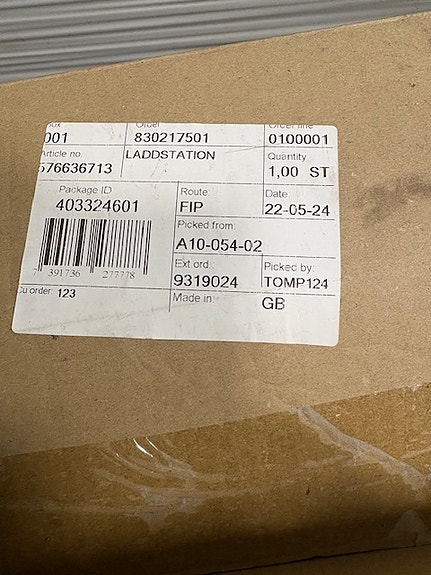 Order Order line
001 830217501 0100001
Article no. LADDSTATION Quantity
576636713 1,00 ST
Package ID Route: Date:
403324601 FIP 22-05-24
Picked from:
A10-054-02
7 391736 277778
Ext.ord. Picked by:
9319024 TOMP124
order: 123 Made in: GB